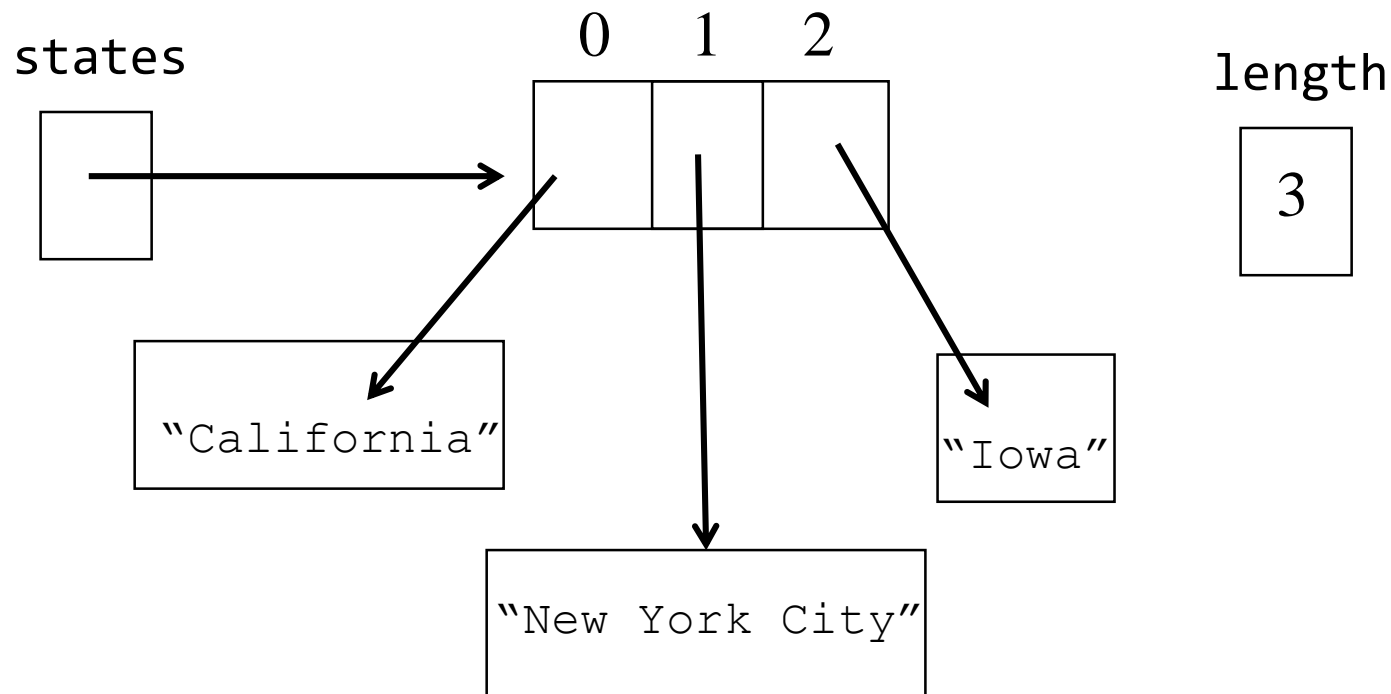 states
0 1 2
length
3
“California”
“Iowa”
“New York City”